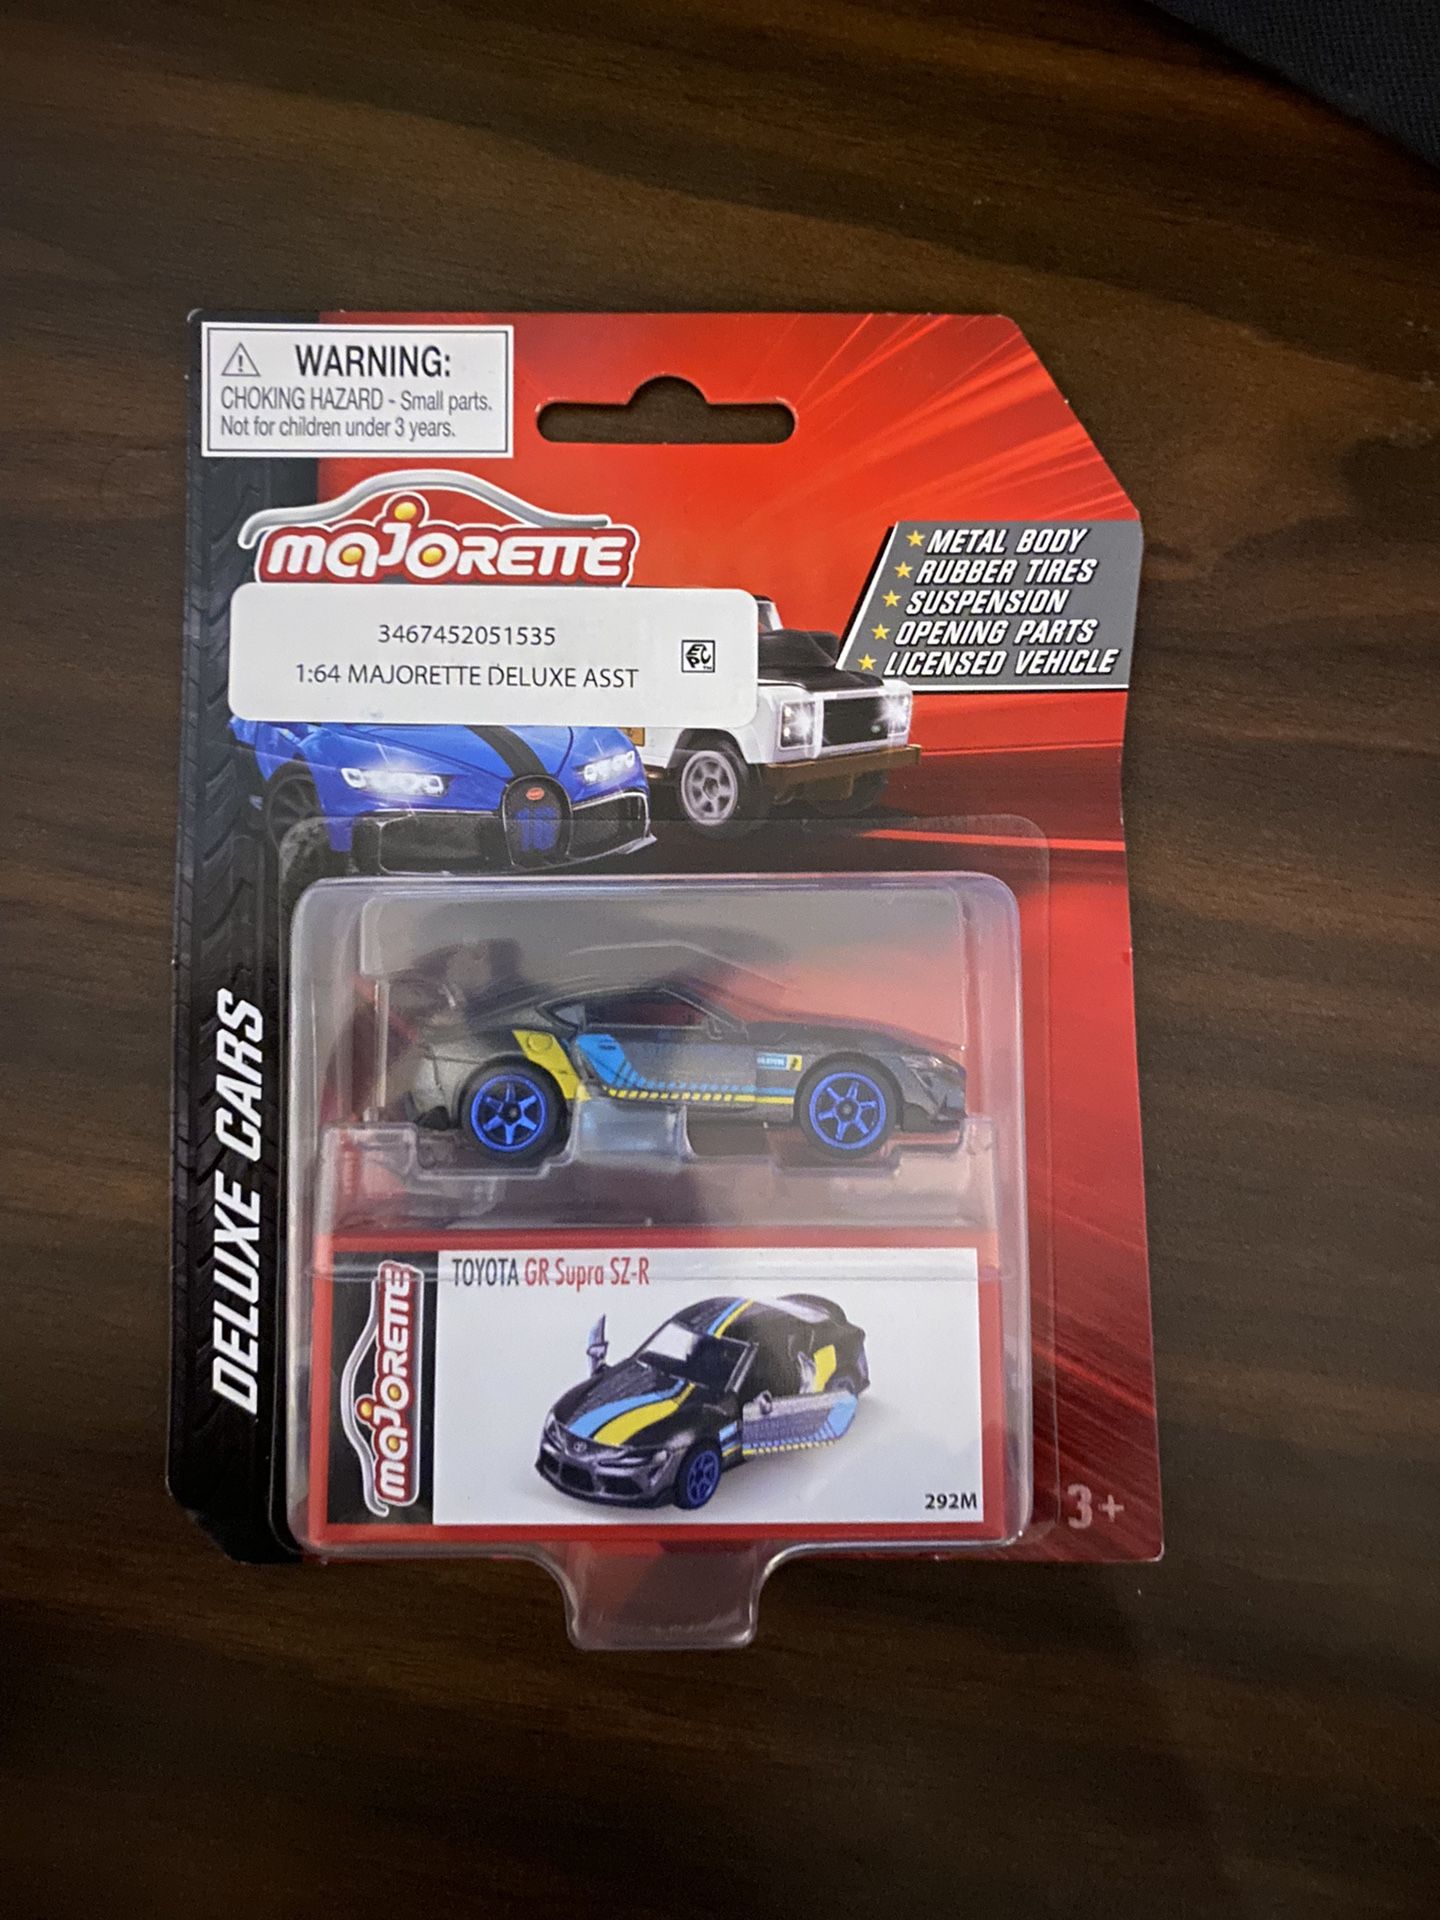 WARNING:
CHOKING HAZARD - Small parts.
Not for children under 3 years.
majorette
METAL BODY
RUBBER TIRES
SUSPENSION
OPENING PARTS
LICENSED VEHICLE
3467452051535
1:64 MAJORETTE DELUXE ASST
16
DELUXE CARS
majorette
TOYOTA GR Supra SZ-R
292M
3+